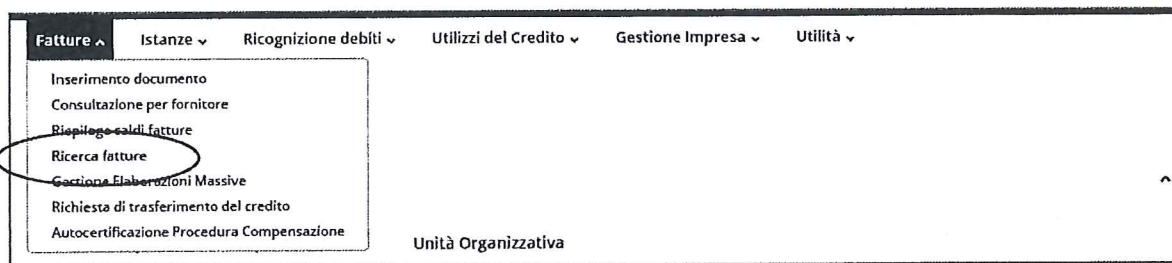 Fatture Istanze Ricognizione debiti Utilizzi del Credito Gestione Impresa Utilità
Inserimento documento
Consultazione per fornitore
Riepilogo saldi fatture
Ricerca fatture
Gestione Elaborazioni Massive
Richiesta di trasferimento del credito
Autocertificazione Procedura Compensazione
Unità Organizzativa